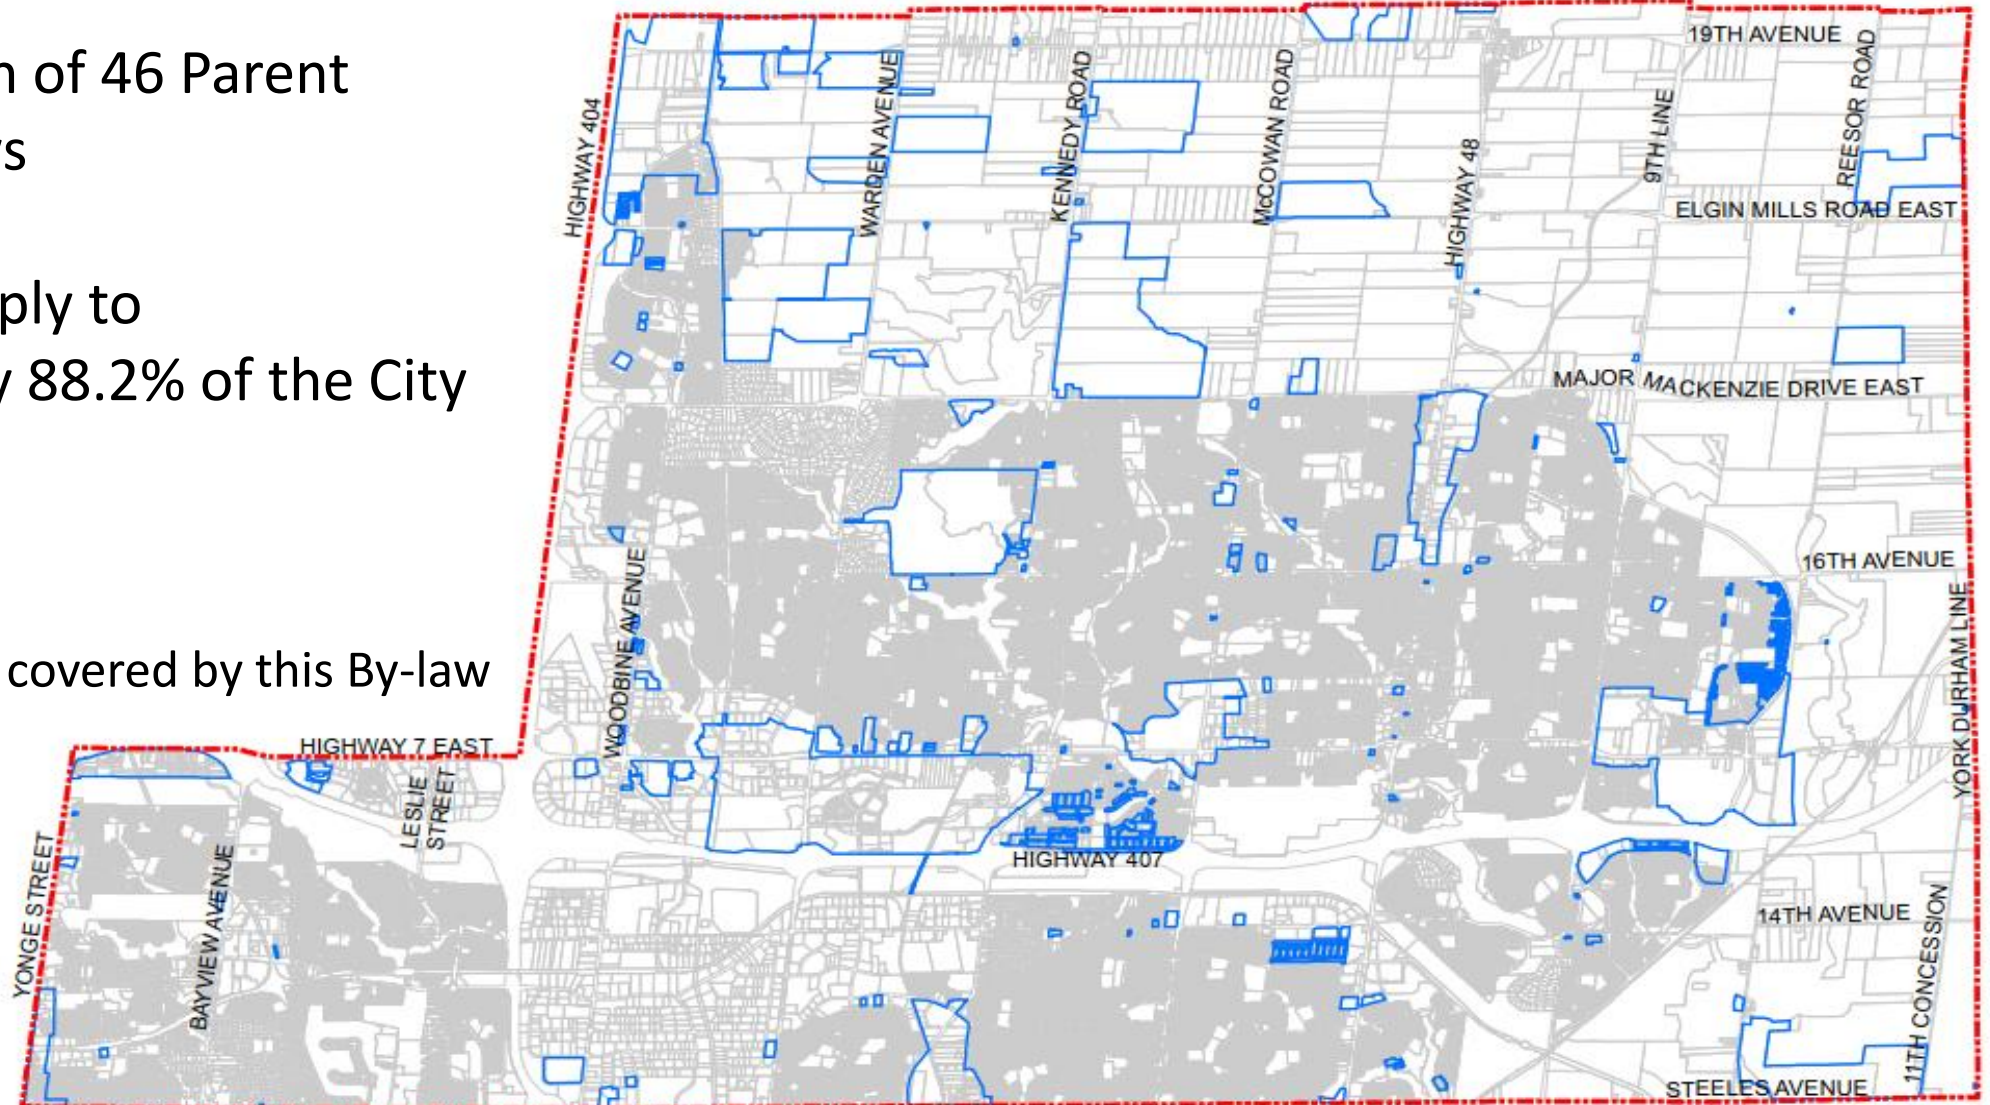 n of 46 Parent
s
ply to
y 88.2% of the City
covered by this By-law
19TH AVENUE
HIGHWAY 404
WARDEN AVENUE
KENNEDY ROAD
McCOWAN ROAD
HIGHWAY 48
9TH LINE
REESOR ROAD
ELGIN MILLS ROAD EAST
MAJOR MACKENZIE DRIVE EAST
16TH AVENUE
WOODBINE AVENUE
YORK DURHAM LINE
HIGHWAY 7 EAST
LESLIE
STREET
HIGHWAY 407
YONGE STREET
BAYVIEW AVENUE
14TH AVENUE
11TH CONCESSION
STEELES AVENUE